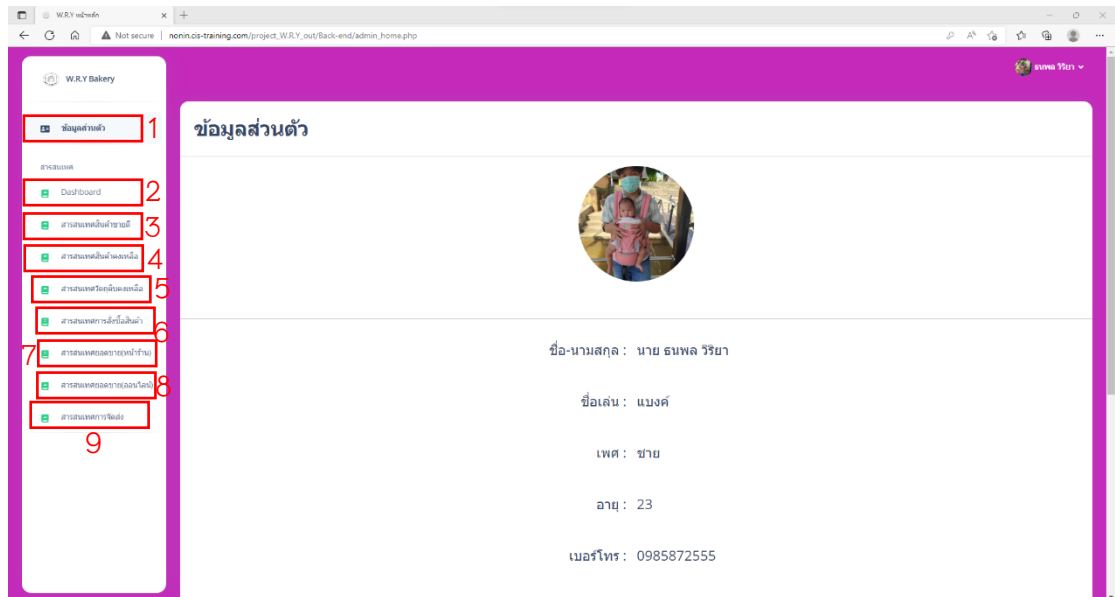 W.R.Y หน้าหลัก
Not secure
nonin.cis-training.com/project_W.R.Y_out/Back-end/admin_home.php
W.R.Y Bakery
ธนพล วิริยา
ข้อมูลส่วนตัว 1
ข้อมูลส่วนตัว
สารสนเทศ
Dashboard 2
สารสนเทศสินค้าขายดี 3
สารสนเทศสินค้าคงเหลือ 4
สารสนเทศวัตถุดิบคงเหลือ 5
สารสนเทศการสั่งซื้อสินค้า 6
7 สารสนเทศยอดขาย(หน้าร้าน)
สารสนเทศยอดขาย(ออนไลน์) 8
สารสนเทศการจัดส่ง
9
ชื่อ-นามสกุล : นาย ธนพล วิริยา
ชื่อเล่น : แบงค์
เพศ : ชาย
อายุ : 23
เบอร์โทร : 0985872555